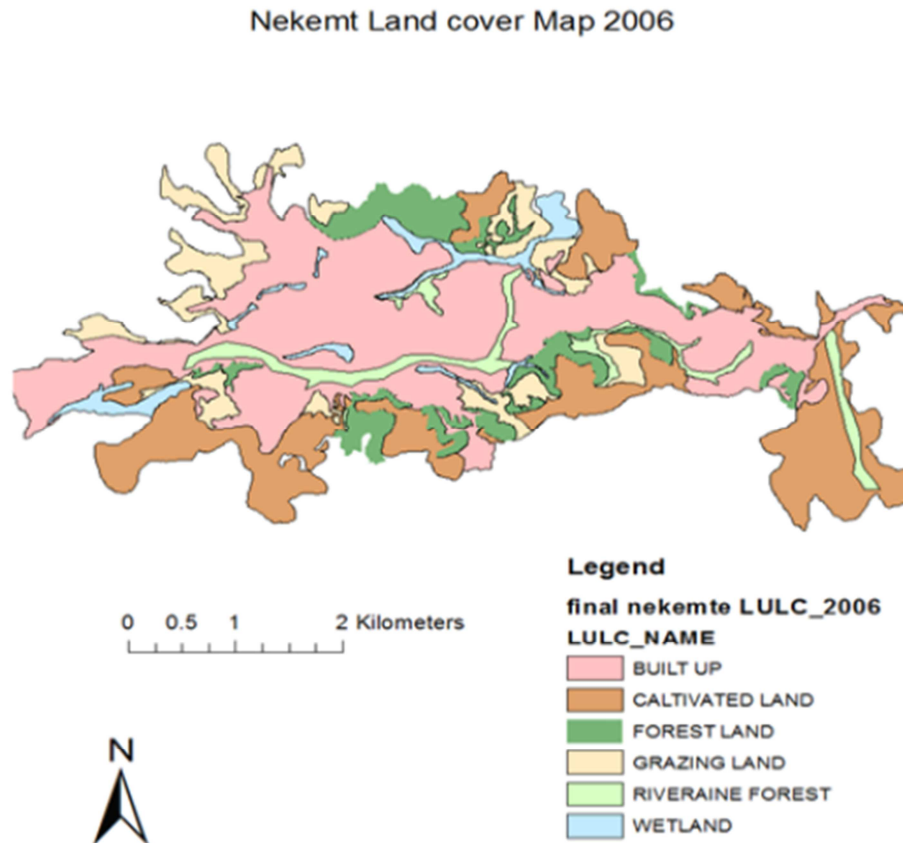 Nekemt Land cover Map 2006
Legend
final nekemte LULC_2006
LULC_NAME
BUILT UP
CALTIVATED LAND
FOREST LAND
GRAZING LAND
RIVERAINE FOREST
WETLAND
0 0.5 1 2 Kilometers
N